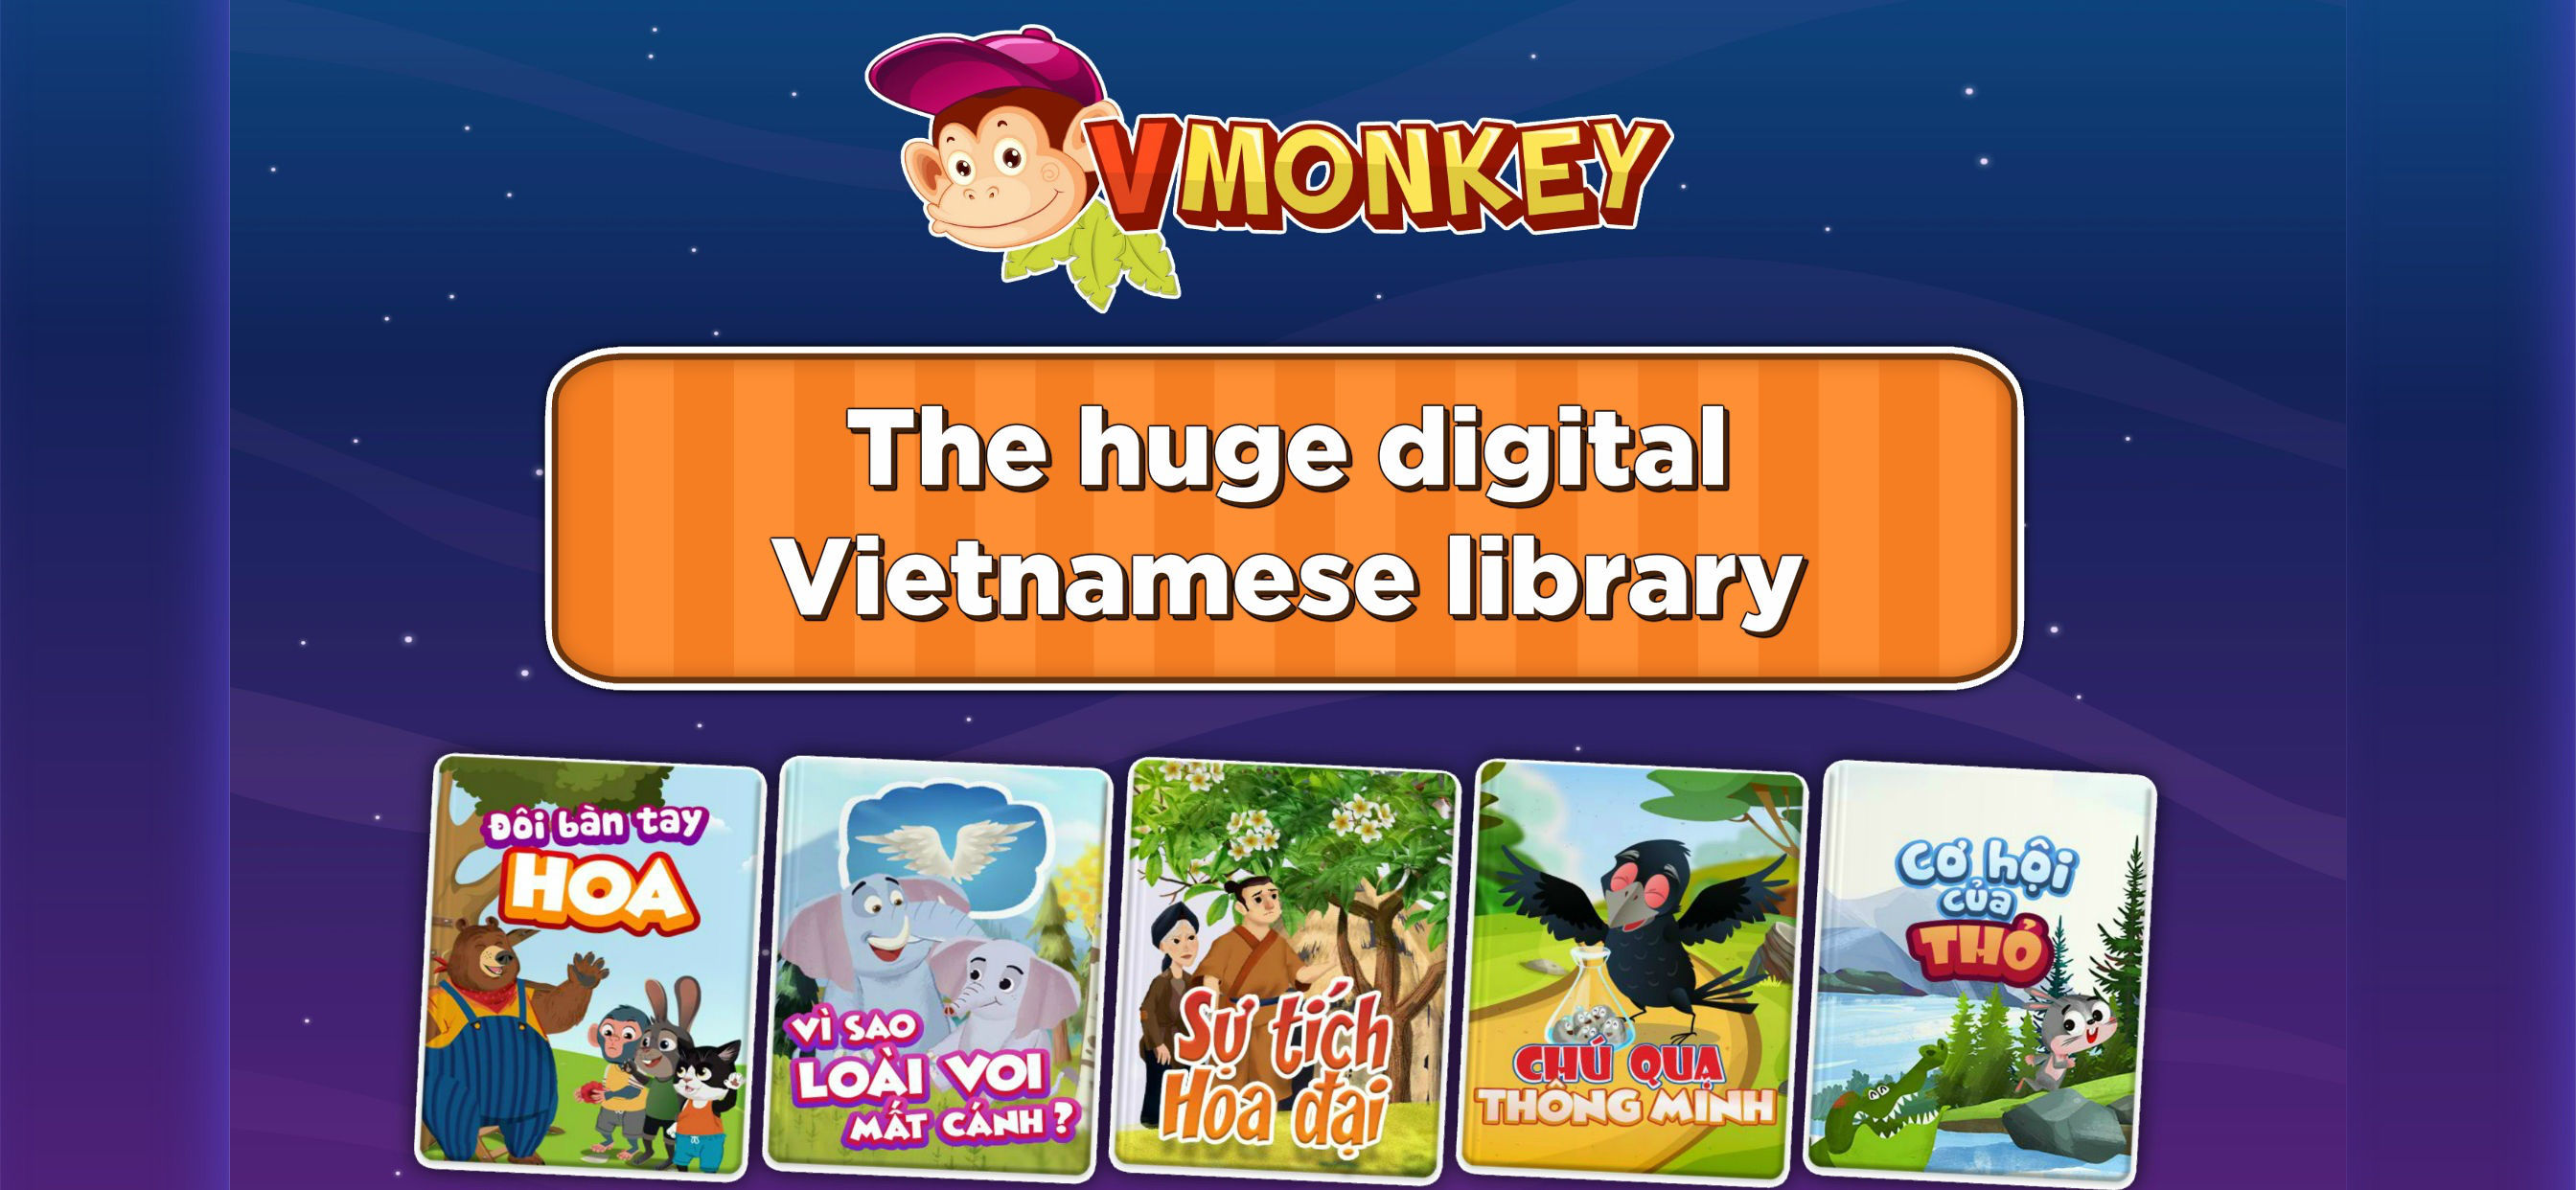 VMONKEY
The huge digital
Vietnamese library
Đôi bàn tay
HOA
VÌ SAO
LOÀI VOI
MẤT CÁNH?
Sự tích
Hoa đại
CHÚ QUẠ
THÔNG MINH
Cơ hội
của
THỎ